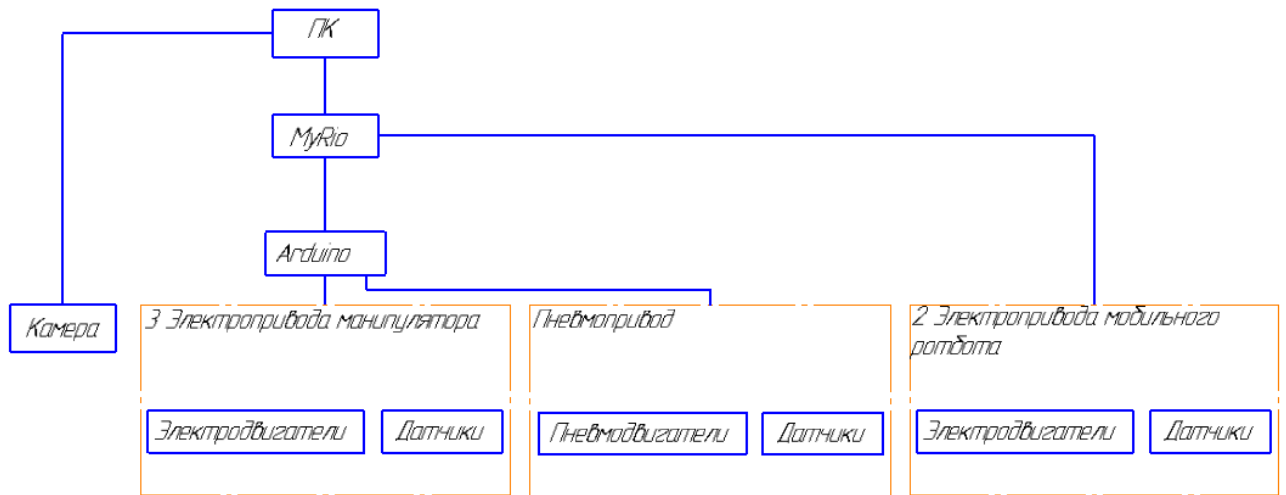 ПК
MyRio
Arduino
Камера
3 Электропривода манипулятора
Пневмопривод
2 Электропривода мобильного
ротбота
Электродвигатели
Датчики
Пневмодвигатели
Датчики
Электродвигатели
Датчики